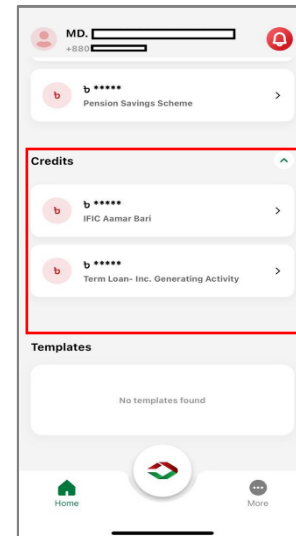 MD.
+880
৳ *****
Pension Savings Scheme
Credits
৳ *****
IFIC Aamar Bari
৳ *****
Term Loan- Inc. Generating Activity
Templates
No templates found
Home
More